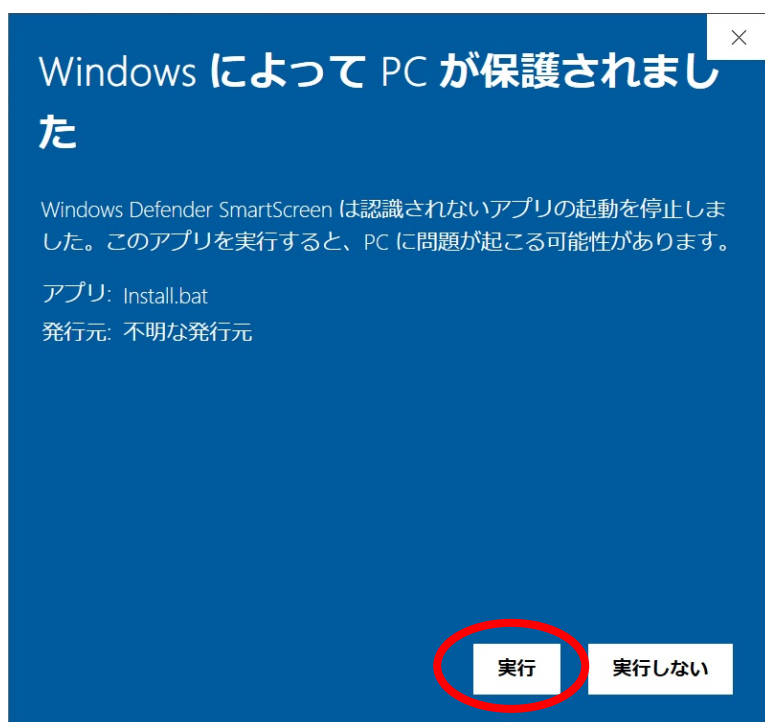 Windows によって PC が保護されまし
た
Windows Defender SmartScreen は認識されないアプリの起動を停止しま
した。このアプリを実行すると、PC に問題が起こる可能性があります。
アプリ: Install.bat
発行元: 不明な発行元
実行 実行しない